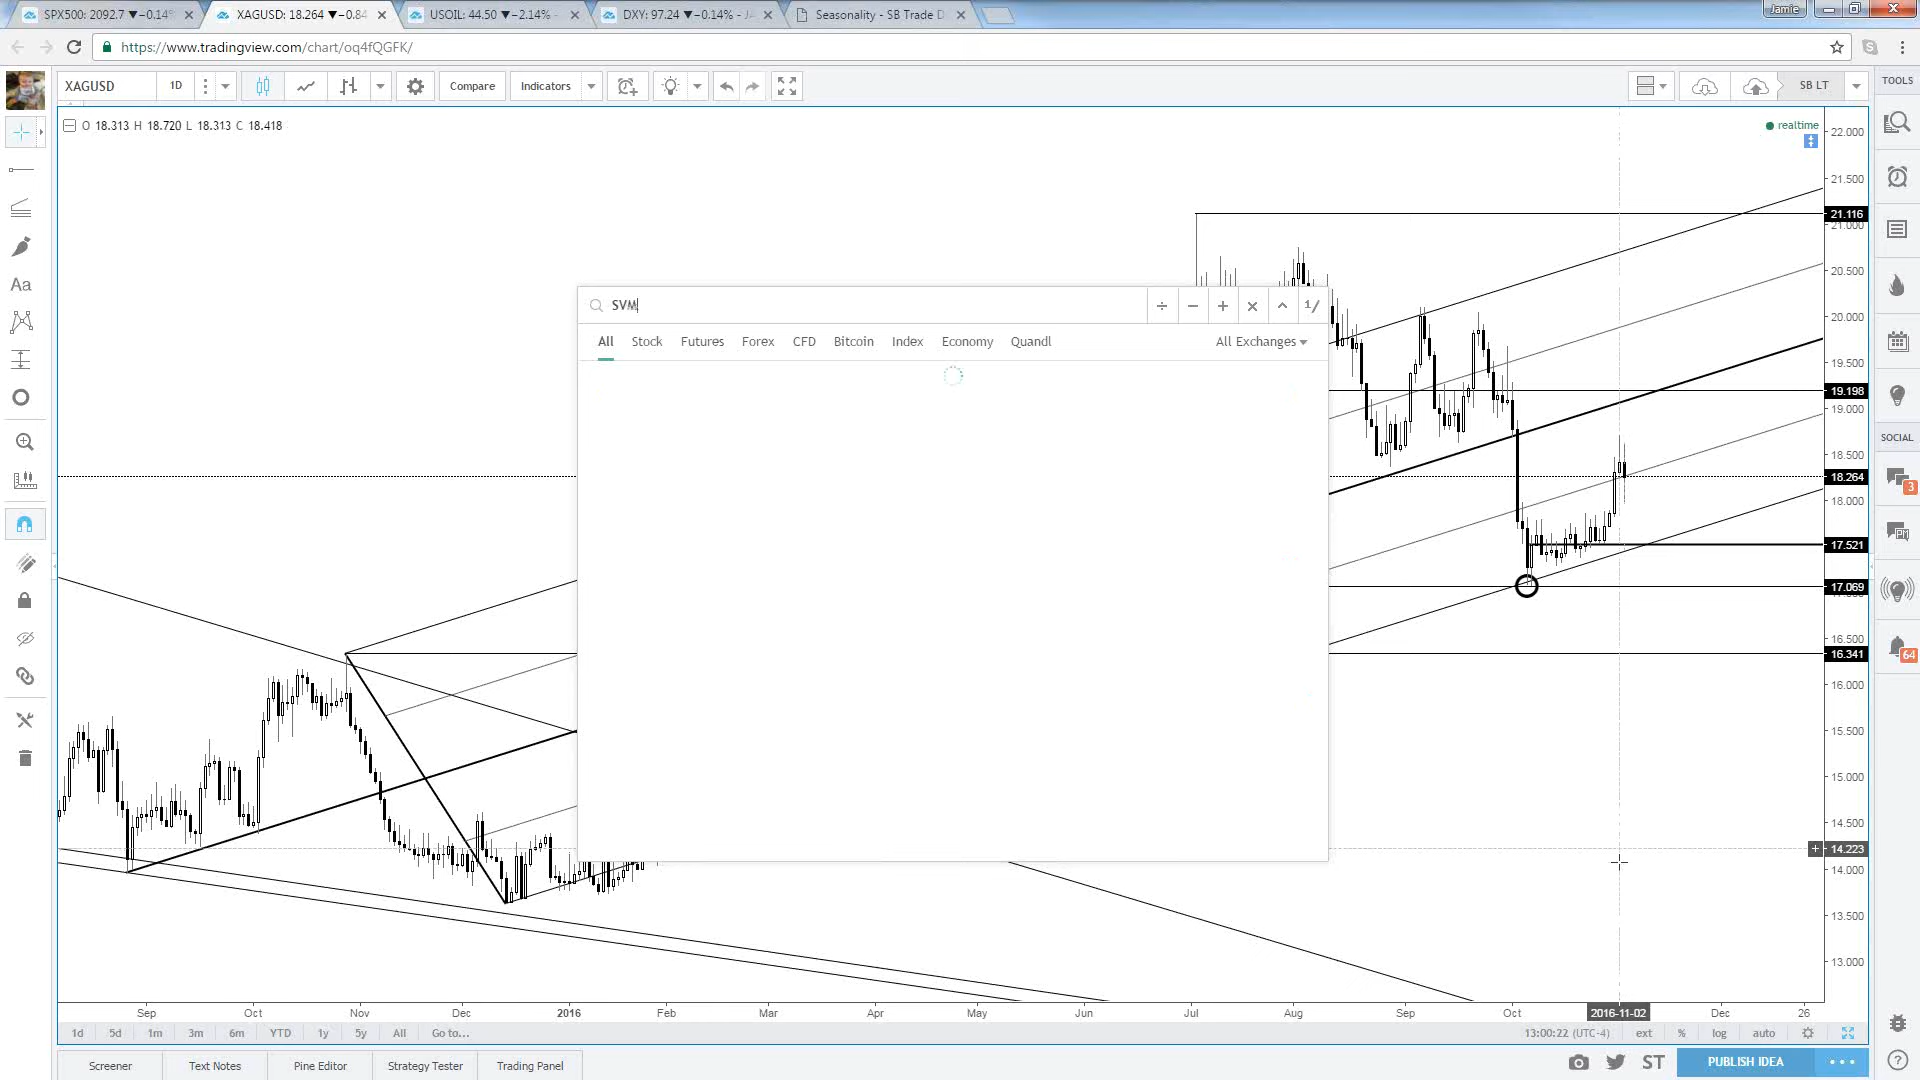 SPX500: 2092.7 ▼−0.14%
XAGUSD: 18.264 ▼−0.84
USOIL: 44.50 ▼−2.14% -
DXY: 97.24 ▼−0.14% -
Seasonality - SB Trade D
Jamie
https://www.tradingview.com/chart/oq4fQGFK/
XAGUSD
1D
Compare
Indicators
SB LT
TOOLS
O 18.313 H 18.720 L 18.313 C 18.418
realtime
22.000
21.500
21.116
21.000
20.500
20.000
19.500
19.198
19.000
18.500
18.264
18.000
17.521
17.069
16.500
16.341
16.000
15.500
15.000
14.500
14.223
14.000
13.500
13.000
SVM
÷ − + × ^ 1/
All Stock Futures Forex CFD Bitcoin Index Economy Quandl
All Exchanges
Aa
SOCIAL
3
64
Sep Oct Nov Dec 2016 Feb Mar Apr May Jun Jul Aug Sep Oct 2016-11-02 Dec 26
1d 5d 1m 3m 6m YTD 1y 5y All Go to...
13:00:22 (UTC-4) ext % log auto
Screener Text Notes Pine Editor Strategy Tester Trading Panel
ST
PUBLISH IDEA